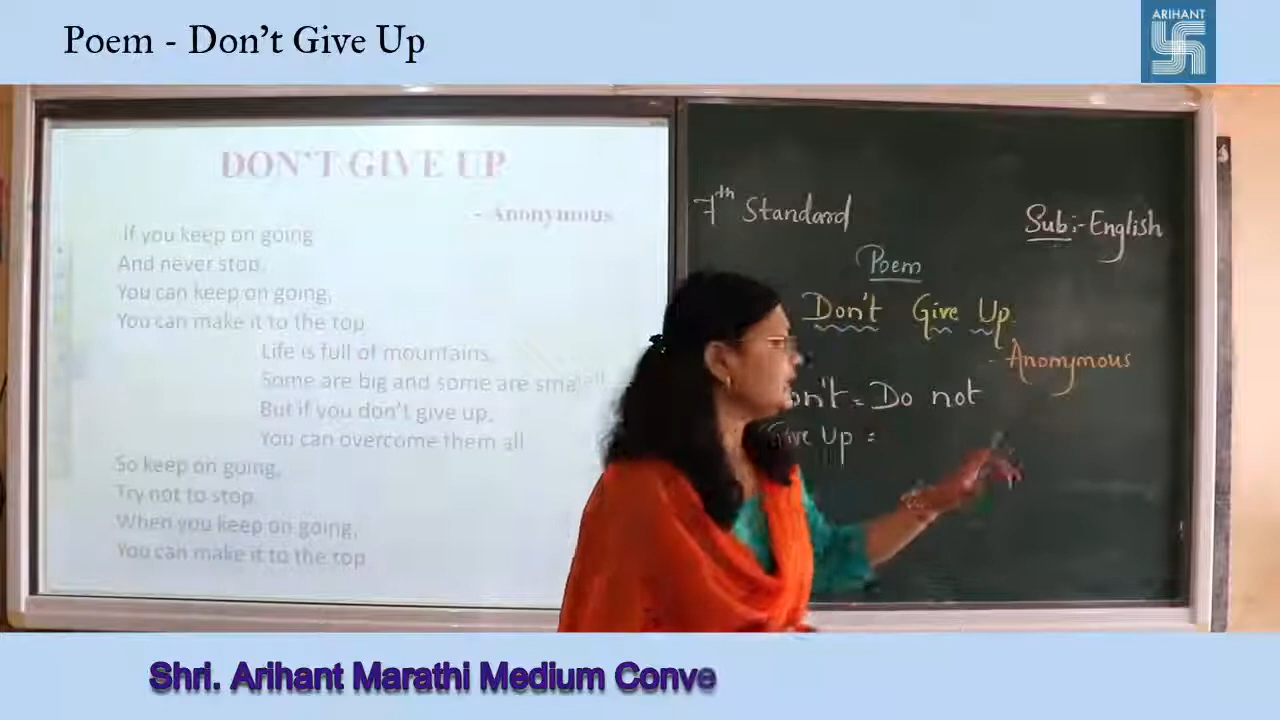 Poem - Don't Give Up
ARIHANT
DON'T GIVE UP
- Anonymous
If you keep on going
And never stop,
You can keep on going,
You can make it to the top
Life is full of mountains,
Some are big and some are small
But if you don't give up,
You can overcome them all
So keep on going,
Try not to stop
When you keep on going,
You can make it to the top
7th Standard
Sub:- English
Poem
Don't Give Up
- Anonymous
on't = Do not
Give Up =
Shri. Arihant Marathi Medium Conve